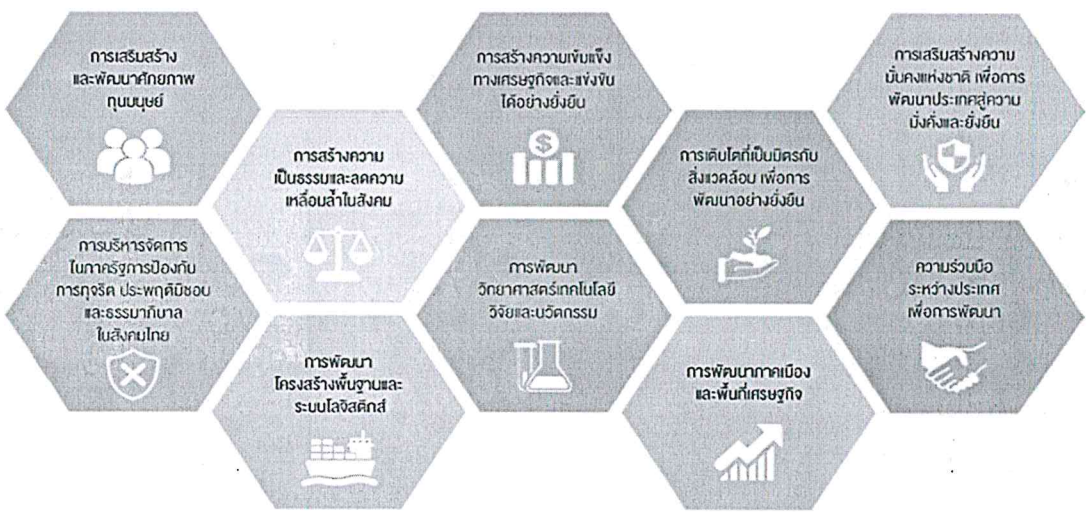 การเสริมสร้าง
และพัฒนาศักยภาพ
ทุนมนุษย์
การสร้างความ
เป็นธรรมและลดความ
เหลื่อมล้ำในสังคม
การสร้างความเข้มแข็ง
ทางเศรษฐกิจและแข่งขัน
ได้อย่างยั่งยืน
การเติบโตที่เป็นมิตรกับ
สิ่งแวดล้อม เพื่อการ
พัฒนาอย่างยั่งยืน
การเสริมสร้างความ
มั่นคงแห่งชาติ เพื่อการ
พัฒนาประเทศสู่ความ
มั่งคั่งและยั่งยืน
การบริหารจัดการ
ในภาครัฐการป้องกัน
การทุจริต ประพฤติมิชอบ
และธรรมาภิบาล
ในสังคมไทย
การพัฒนา
โครงสร้างพื้นฐานและ
ระบบโลจิสติกส์
การพัฒนา
วิทยาศาสตร์เทคโนโลยี
วิจัยและนวัตกรรม
การพัฒนาภาคเมือง
และพื้นที่เศรษฐกิจ
ความร่วมมือ
ระหว่างประเทศ
เพื่อการพัฒนา